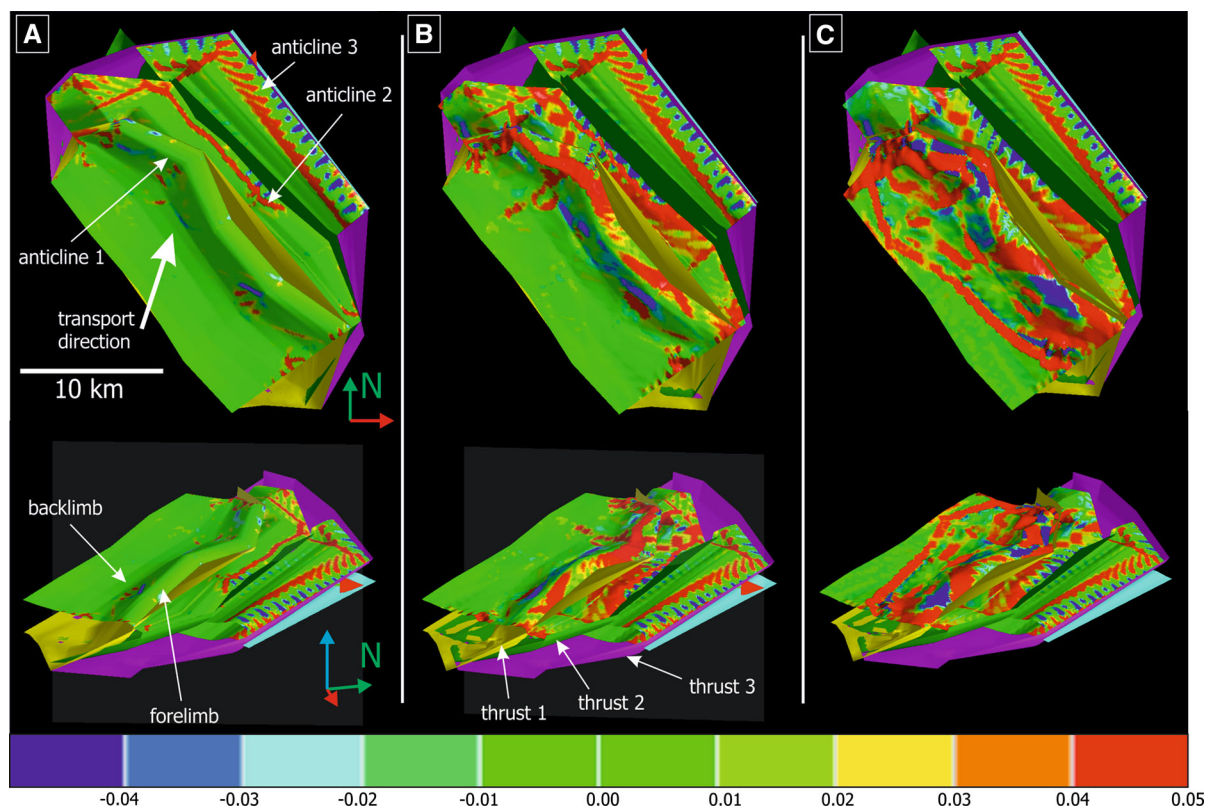 A
B
C
anticline 3
anticline 2
anticline 1
transport
direction
10 km
N
backlimb
forelimb
N
thrust 1
thrust 2
thrust 3
-0.04 -0.03 -0.02 -0.01 0.00 0.01 0.02 0.03 0.04 0.05